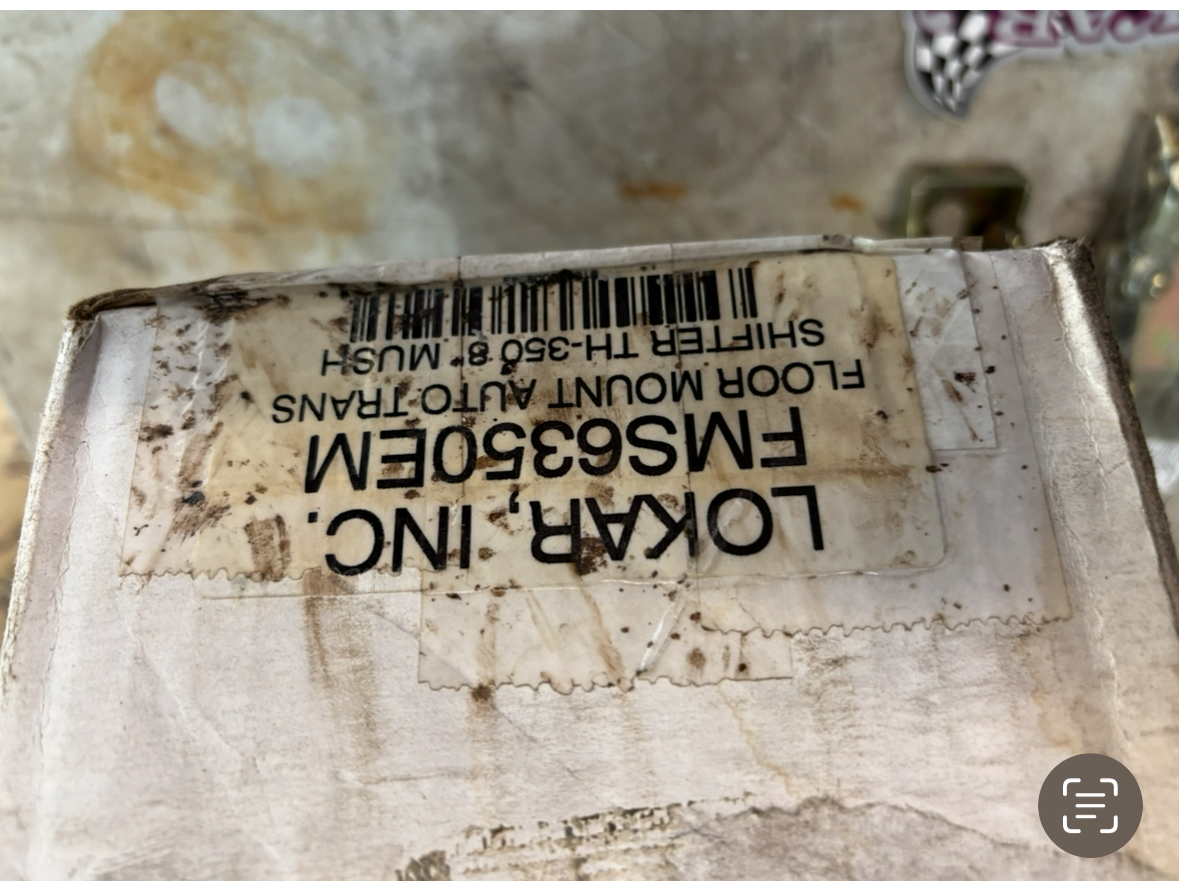 LOKAR, INC.
FMS6350EM
FLOOR MOUNT AUTO TRANS
SHIFTER TH-350 8" MUSH